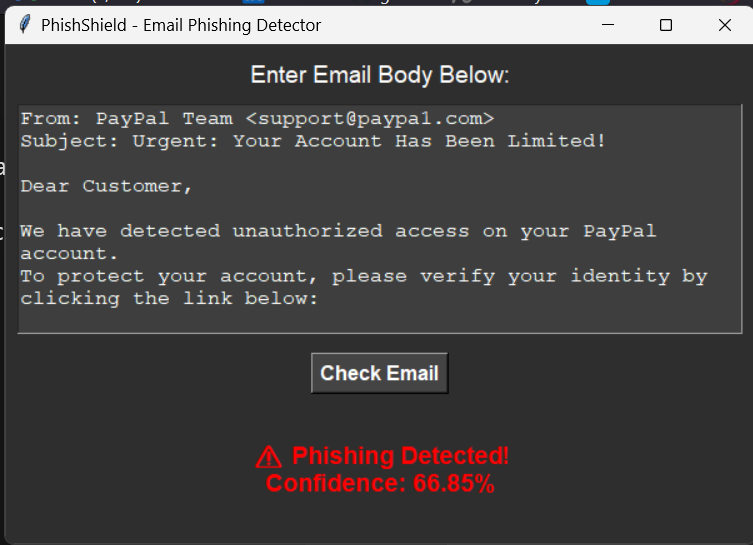 PhishShield - Email Phishing Detector
Enter Email Body Below:
From: PayPal Team <support@paypa1.com>
Subject: Urgent: Your Account Has Been Limited!
Dear Customer,
We have detected unauthorized access on your PayPal
account.
To protect your account, please verify your identity by
clicking the link below:
Check Email
⚠ Phishing Detected!
Confidence: 66.85%